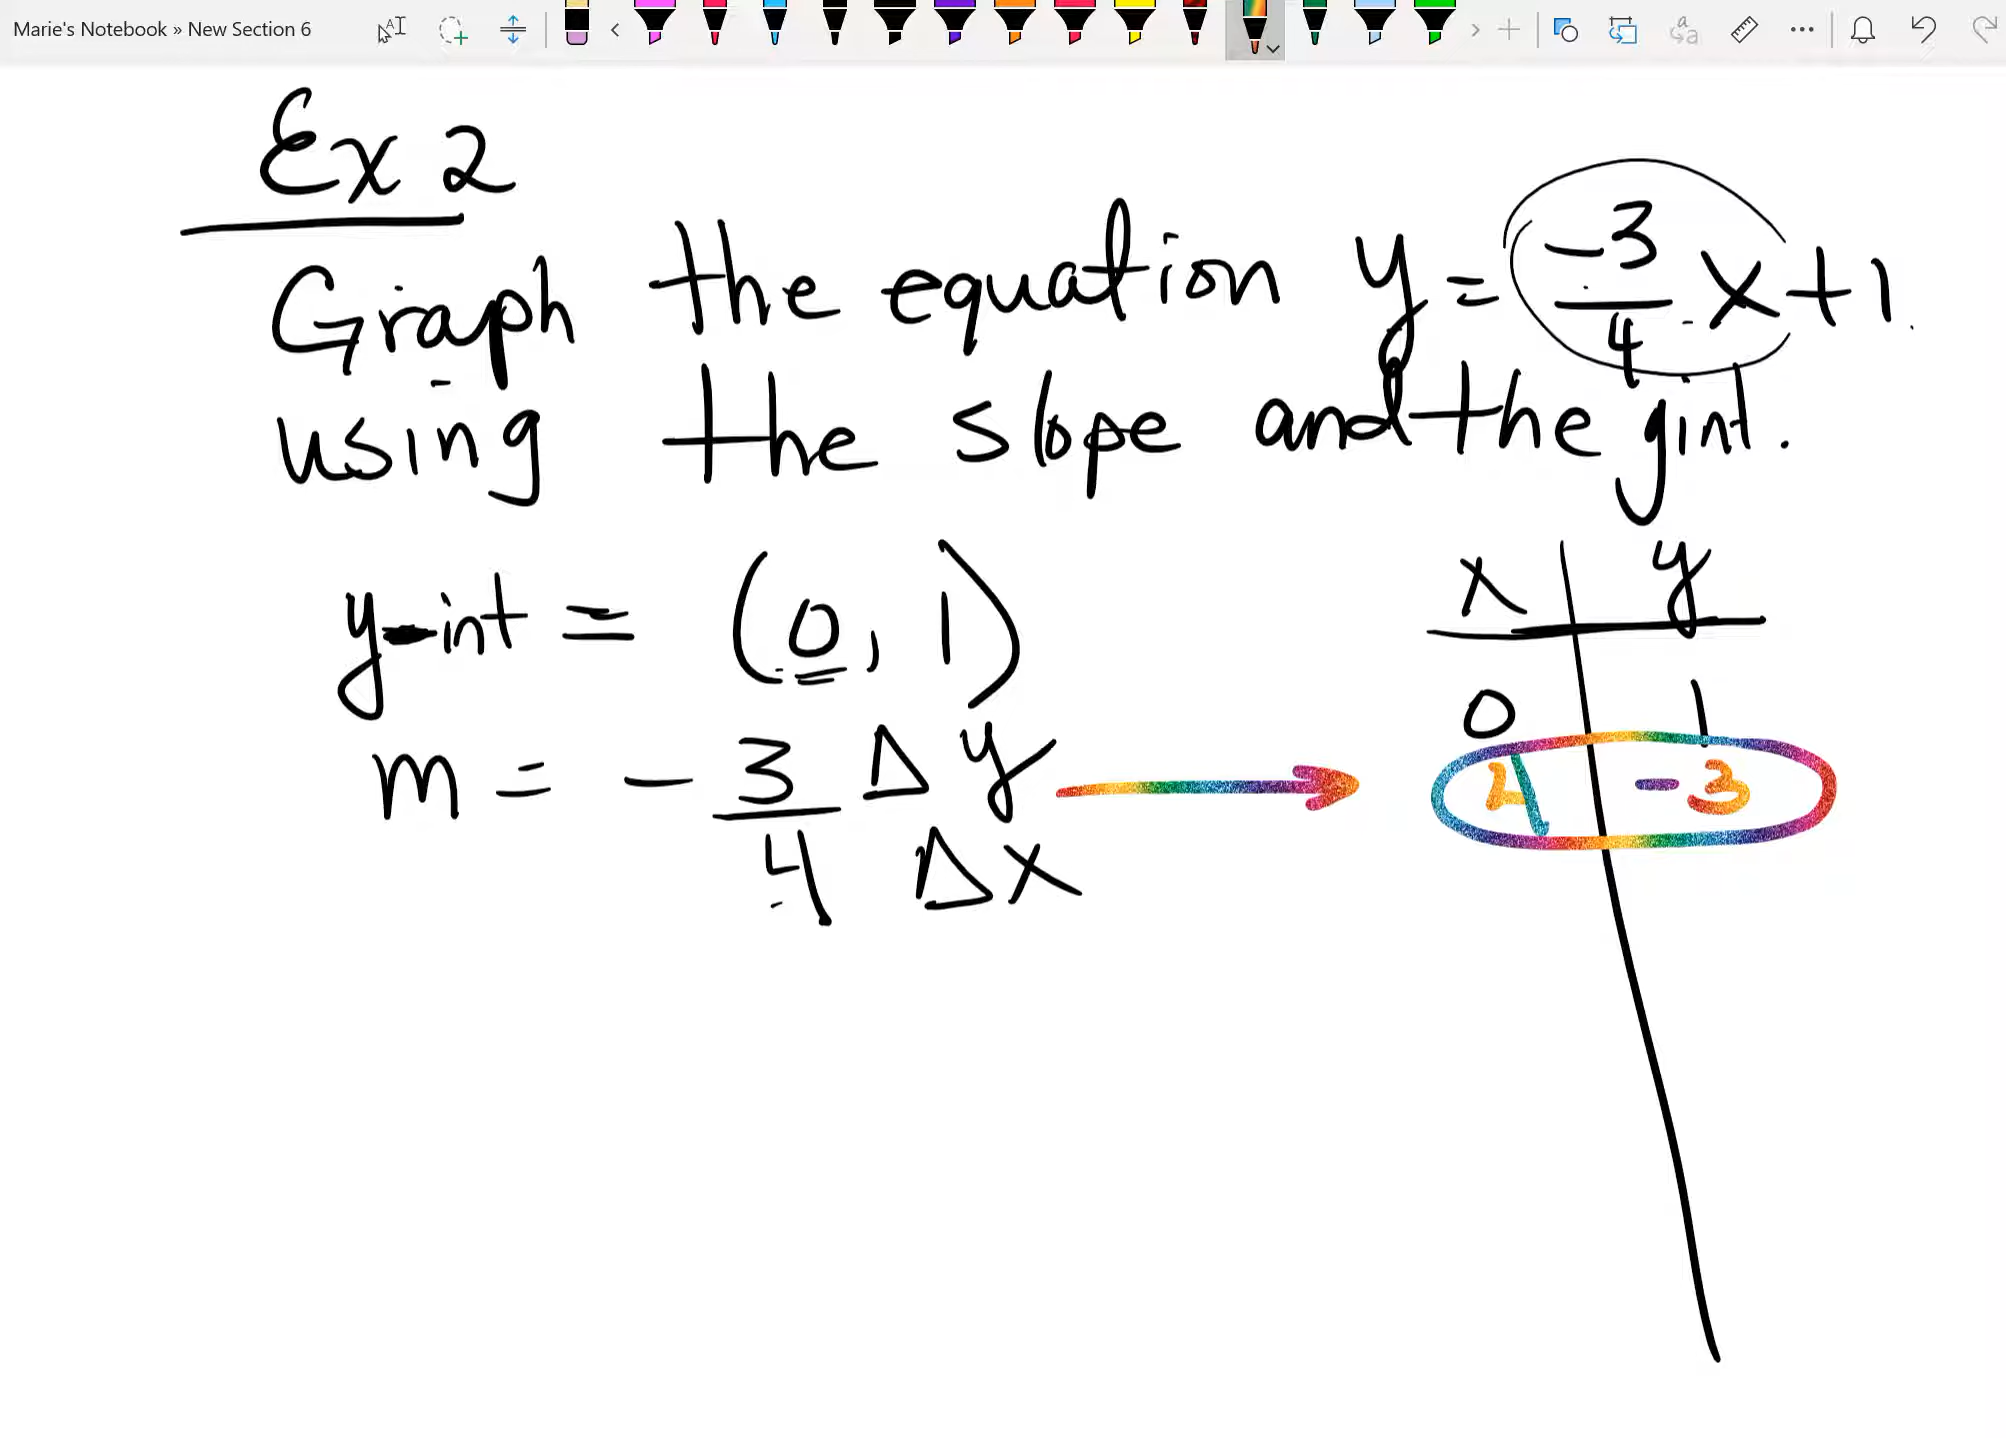 Marie's Notebook » New Section 6
Ex 2
Graph the equation y = -3/4 x + 1.
using the slope and the yint.
y-int = (0, 1)
m = - 3/4 Δy/Δx
x | y
0 | 1
4 | -3